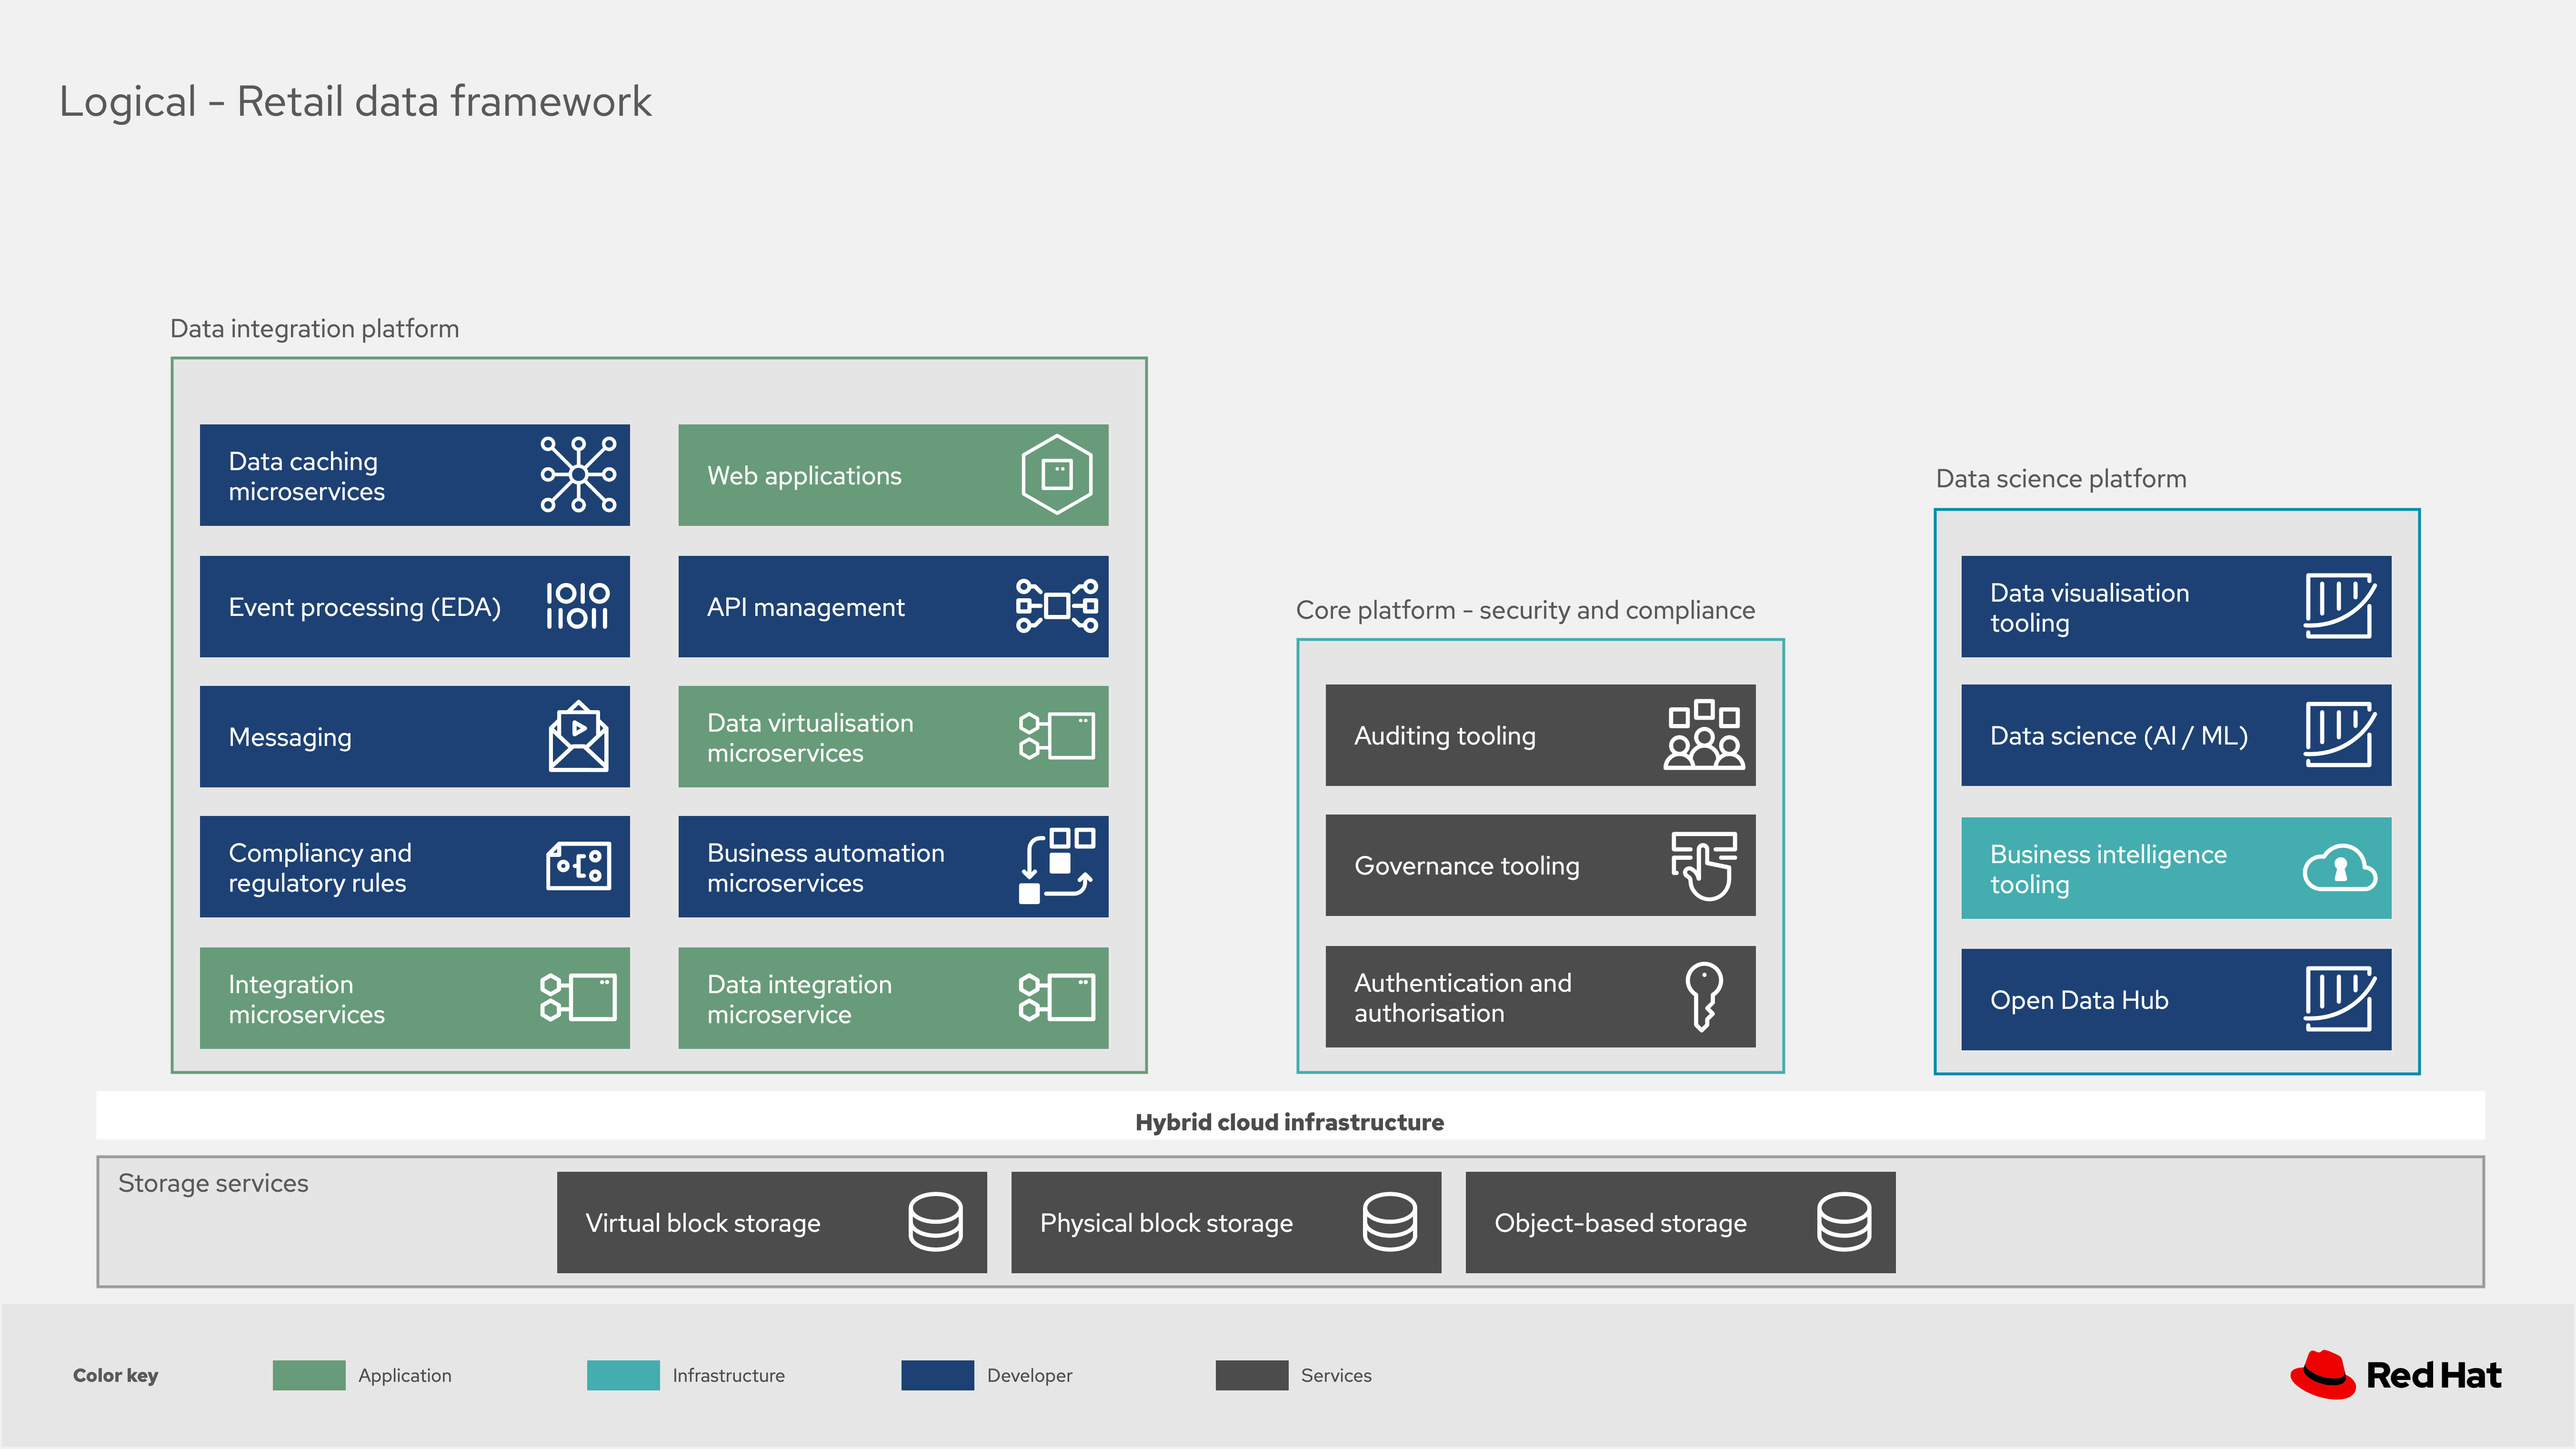 Logical - Retail data framework
Data integration platform
Data caching
microservices
Web applications
Event processing (EDA)
API management
Messaging
Data virtualisation
microservices
Compliancy and
regulatory rules
Business automation
microservices
Integration
microservices
Data integration
microservice
Core platform - security and compliance
Auditing tooling
Governance tooling
Authentication and
authorisation
Data science platform
Data visualisation
tooling
Data science (AI / ML)
Business intelligence
tooling
Open Data Hub
Hybrid cloud infrastructure
Storage services
Virtual block storage
Physical block storage
Object-based storage
Color key
Application
Infrastructure
Developer
Services
Red Hat